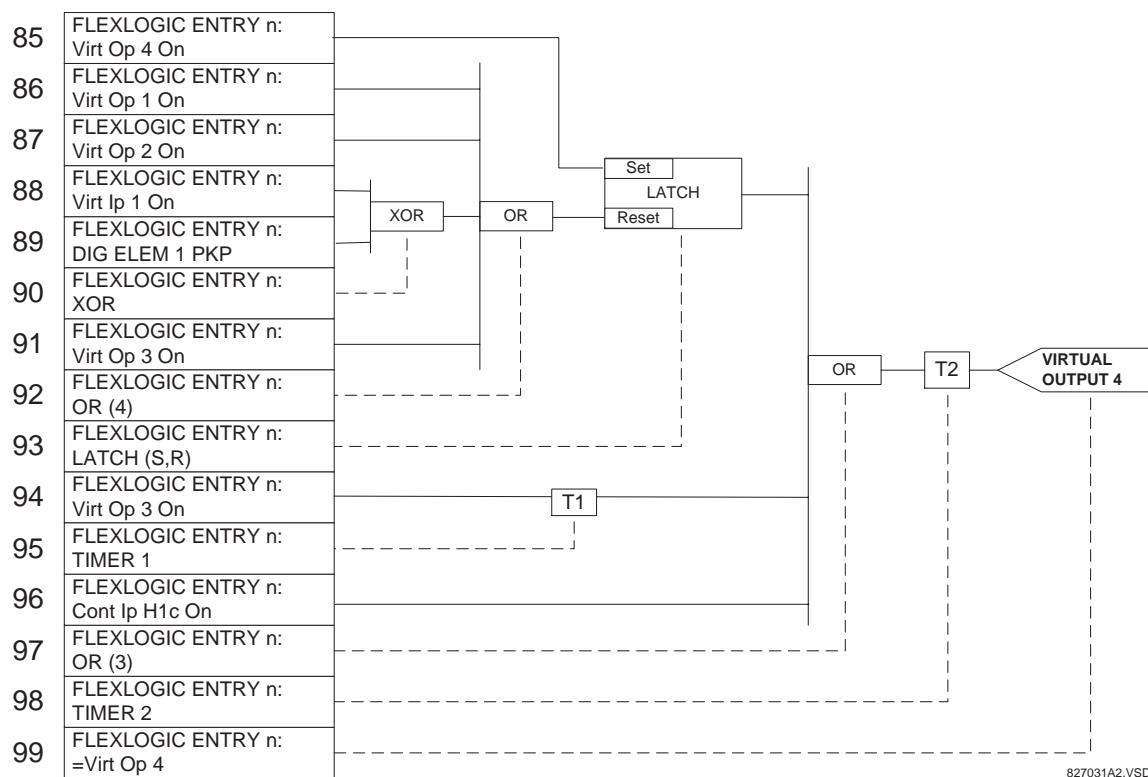 85
FLEXLOGIC ENTRY n:
Virt Op 4 On
86
FLEXLOGIC ENTRY n:
Virt Op 1 On
87
FLEXLOGIC ENTRY n:
Virt Op 2 On
88
FLEXLOGIC ENTRY n:
Virt Ip 1 On
89
FLEXLOGIC ENTRY n:
DIG ELEM 1 PKP
90
FLEXLOGIC ENTRY n:
XOR
91
FLEXLOGIC ENTRY n:
Virt Op 3 On
92
FLEXLOGIC ENTRY n:
OR (4)
93
FLEXLOGIC ENTRY n:
LATCH (S,R)
94
FLEXLOGIC ENTRY n:
Virt Op 3 On
95
FLEXLOGIC ENTRY n:
TIMER 1
96
FLEXLOGIC ENTRY n:
Cont Ip H1c On
97
FLEXLOGIC ENTRY n:
OR (3)
98
FLEXLOGIC ENTRY n:
TIMER 2
99
FLEXLOGIC ENTRY n:
=Virt Op 4
XOR
OR
Set
LATCH
Reset
T1
OR
T2
VIRTUAL
OUTPUT 4
827031A2.VSD